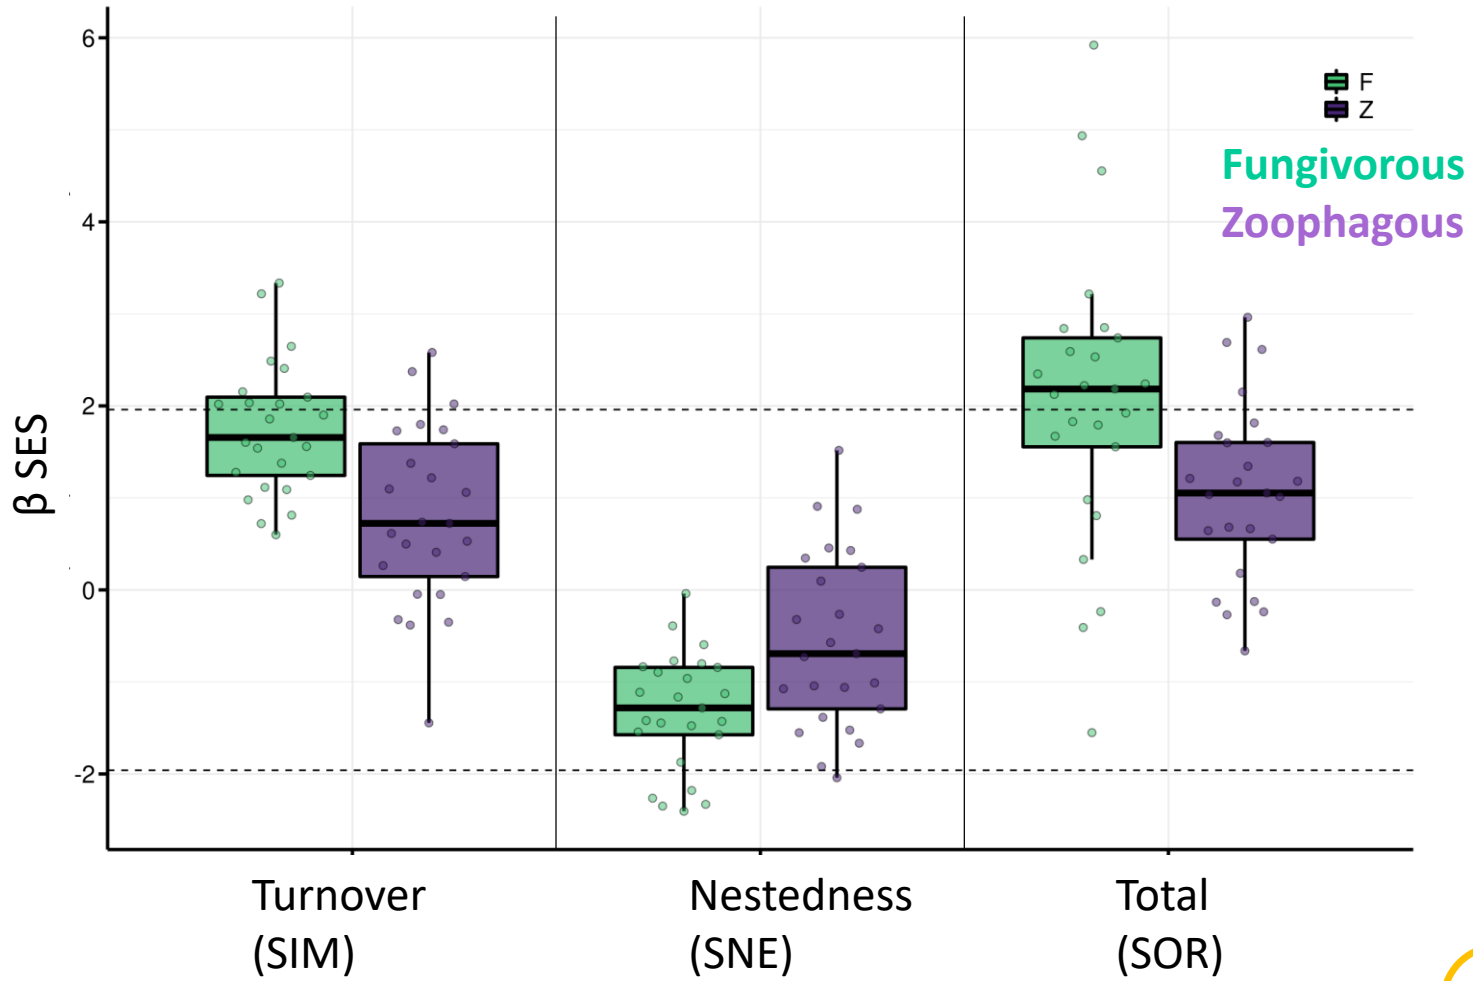 6
4
2
0
-2
β SES
F
Z
Fungivorous
Zoophagous
Turnover
(SIM)
Nestedness
(SNE)
Total
(SOR)